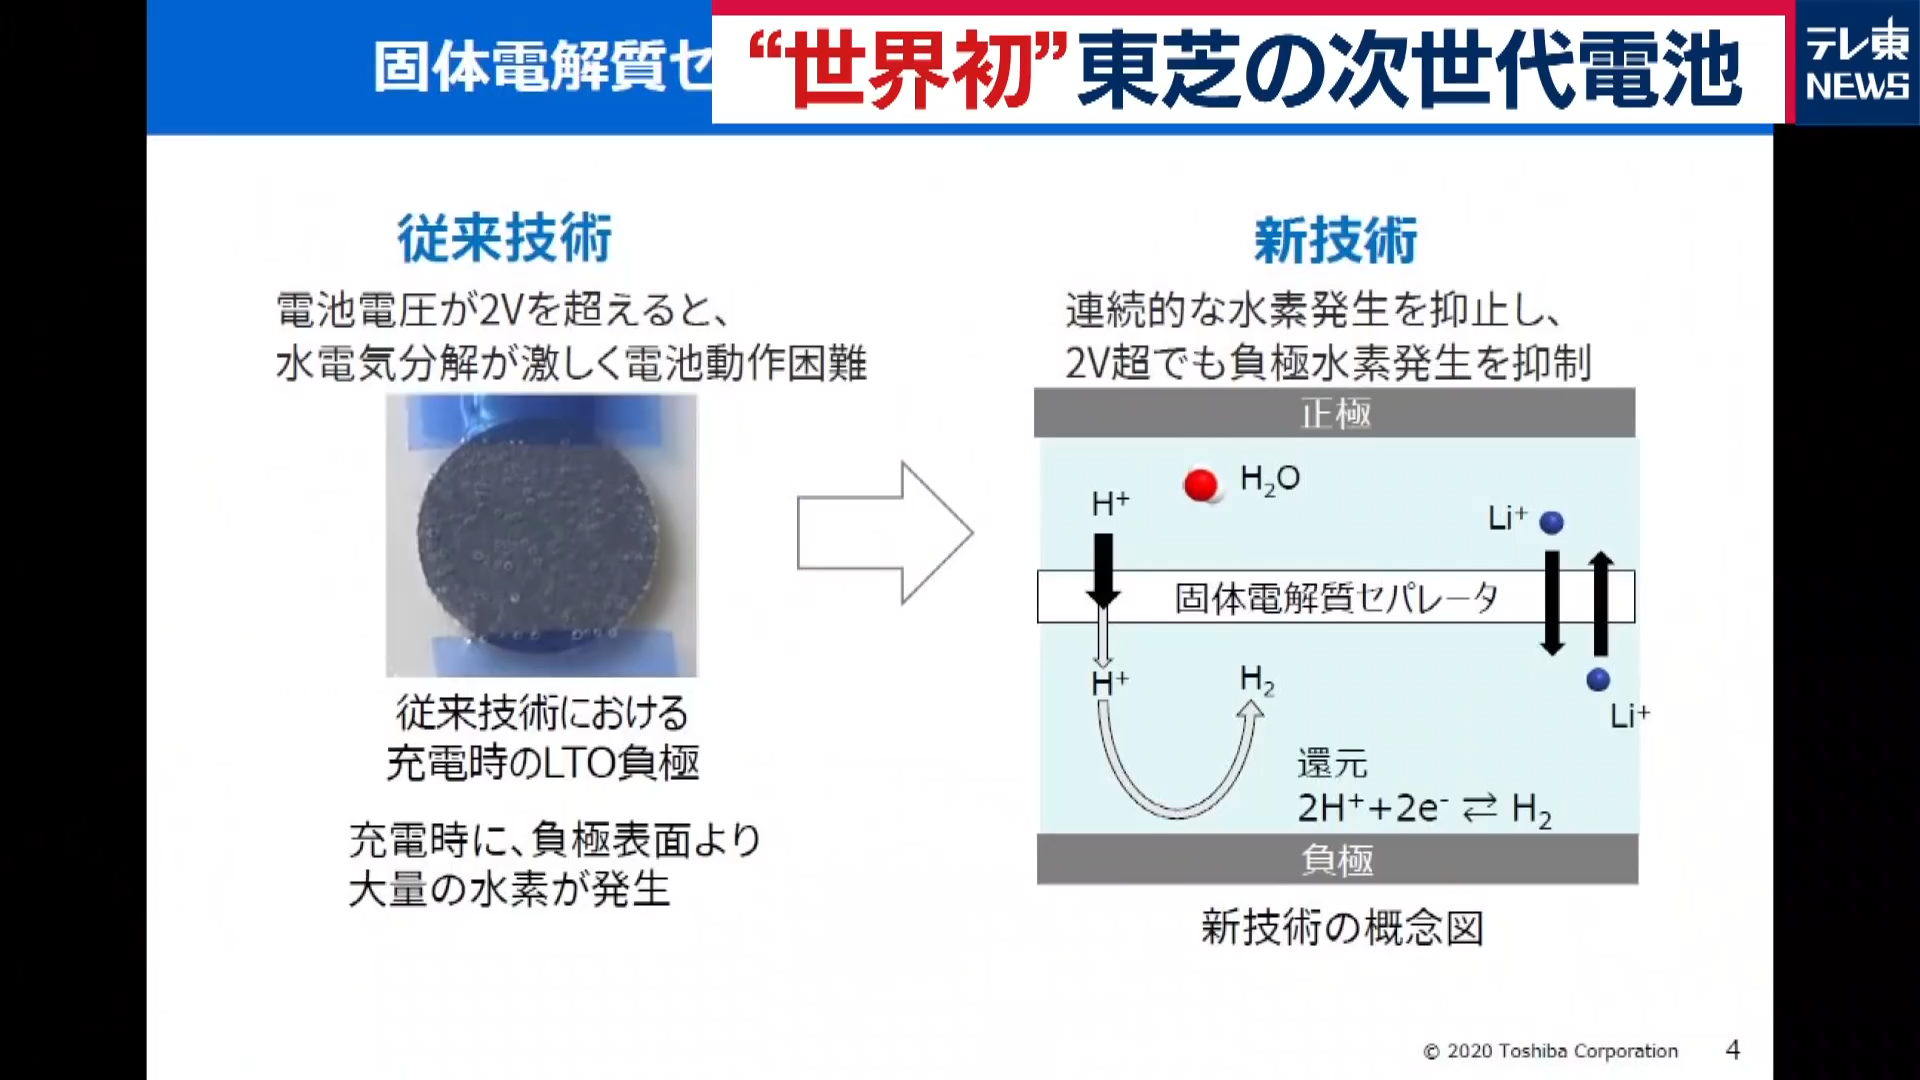 固体電解質セ
“世界初”東芝の次世代電池
テレ東
NEWS
従来技術
電池電圧が2Vを超えると、
水電気分解が激しく電池動作困難
従来技術における
充電時のLTO負極
充電時に、負極表面より
大量の水素が発生
新技術
連続的な水素発生を抑止し、
2V超でも負極水素発生を抑制
正極
H₂O
H⁺
Li⁺
固体電解質セパレータ
H⁺
H₂
Li⁺
還元
2H⁺+2e⁻ ⇄ H₂
負極
新技術の概念図
© 2020 Toshiba Corporation 4